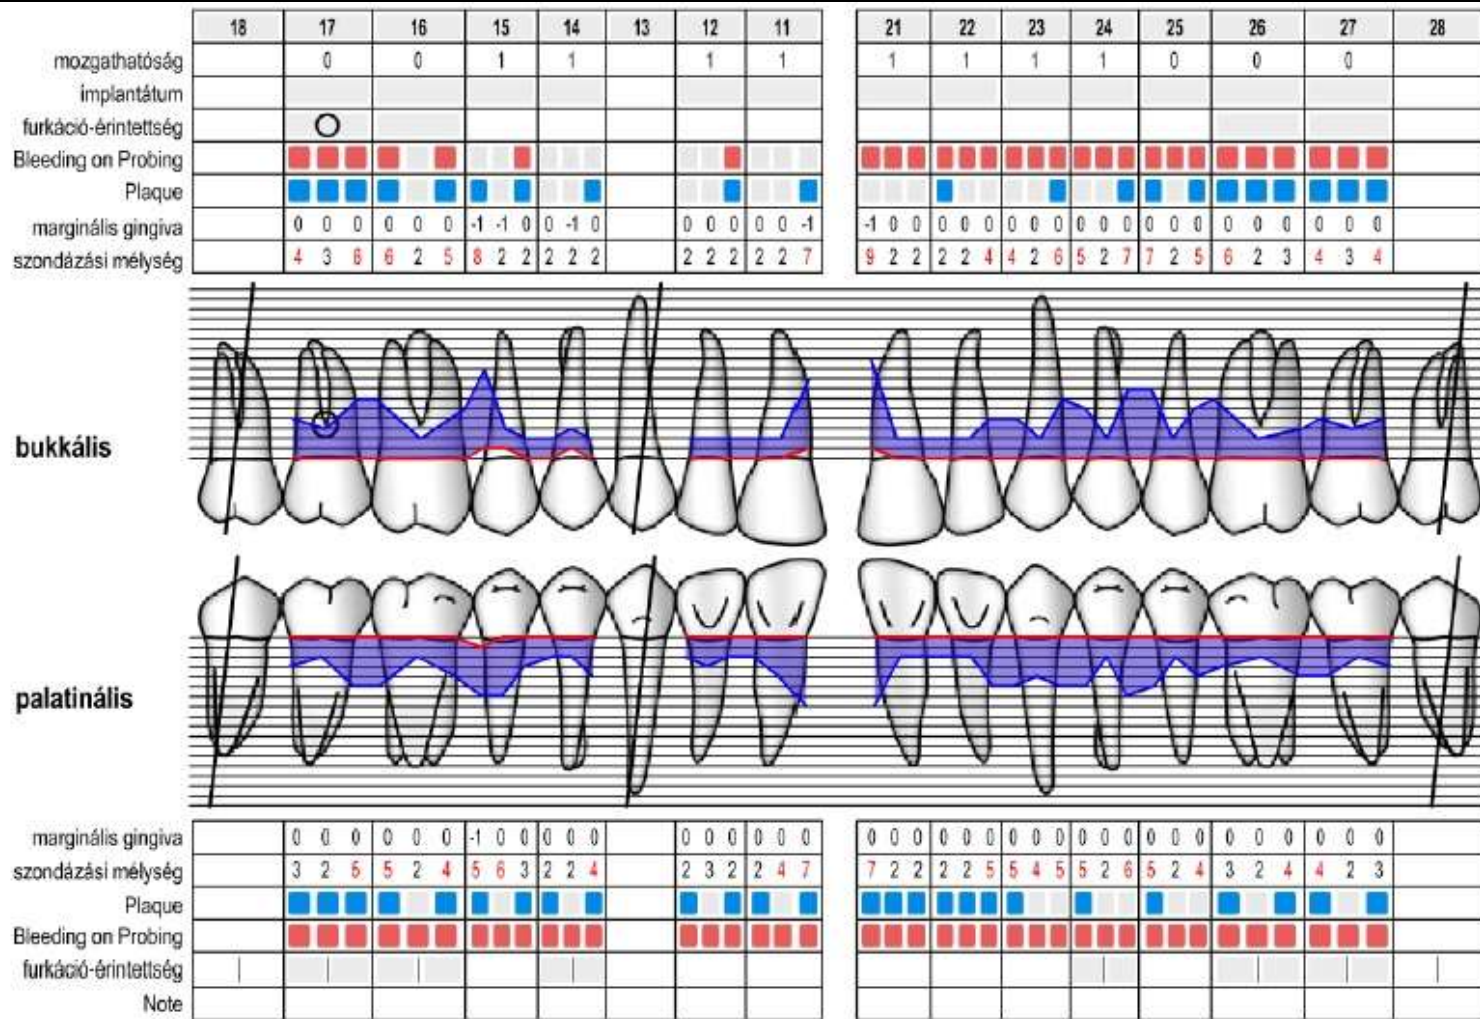 18 17 16 15 14 13 12 11 21 22 23 24 25 26 27 28
mozgathatóság 0 0 1 1 1 1 1 1 1 1 0 0 0
implantátum
furkáció-érintettség
Bleeding on Probing
Plaque
marginális gingiva 0 0 0 0 0 0 -1 -1 0 0 -1 0 0 0 0 0 0 -1 -1 0 0 0 0 0 0 0 0 0 0 0 0 0 0 0 0 0 0 0 0
szondázási mélység 4 3 6 6 2 5 8 2 2 2 2 2 2 2 2 2 2 7 9 2 2 2 2 4 4 2 6 5 2 7 7 2 5 6 2 3 4 3 4
bukkális
palatinális
marginális gingiva 0 0 0 0 0 0 -1 0 0 0 0 0 0 0 0 0 0 0 0 0 0 0 0 0 0 0 0 0 0 0 0 0 0 0 0 0 0 0 0
szondázási mélység 3 2 5 5 2 4 5 6 3 2 2 4 2 3 2 2 4 7 7 2 2 2 2 5 5 4 5 5 2 6 5 2 4 3 2 4 4 2 3
Plaque
Bleeding on Probing
furkáció-érintettség
Note